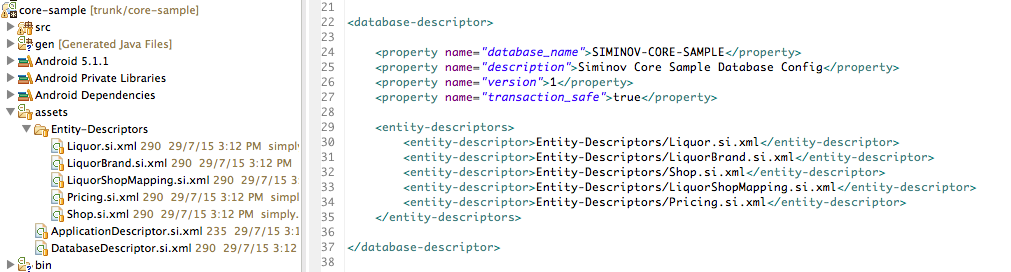 core-sample [trunk/core-sample]
src
gen [Generated Java Files]
Android 5.1.1
Android Private Libraries
Android Dependencies
assets
Entity-Descriptors
Liquor.si.xml 290 29/7/15 3:12 PM simply
LiquorBrand.si.xml 290 29/7/15 3:12 PM
LiquorShopMapping.si.xml 290 29/7/15 3
Pricing.si.xml 290 29/7/15 3:12 PM simpl
Shop.si.xml 290 29/7/15 3:12 PM simply.
ApplicationDescriptor.si.xml 235 29/7/15 3:1
DatabaseDescriptor.si.xml 290 29/7/15 3:12
bin
21
22 <database-descriptor>
23
24 <property name="database_name">SIMINOV-CORE-SAMPLE</property>
25 <property name="description">Siminov Core Sample Database Config</property>
26 <property name="version">1</property>
27 <property name="transaction_safe">true</property>
28
29 <entity-descriptors>
30 <entity-descriptor>Entity-Descriptors/Liquor.si.xml</entity-descriptor>
31 <entity-descriptor>Entity-Descriptors/LiquorBrand.si.xml</entity-descriptor>
32 <entity-descriptor>Entity-Descriptors/Shop.si.xml</entity-descriptor>
33 <entity-descriptor>Entity-Descriptors/LiquorShopMapping.si.xml</entity-descriptor>
34 <entity-descriptor>Entity-Descriptors/Pricing.si.xml</entity-descriptor>
35 </entity-descriptors>
36
37 </database-descriptor>
38